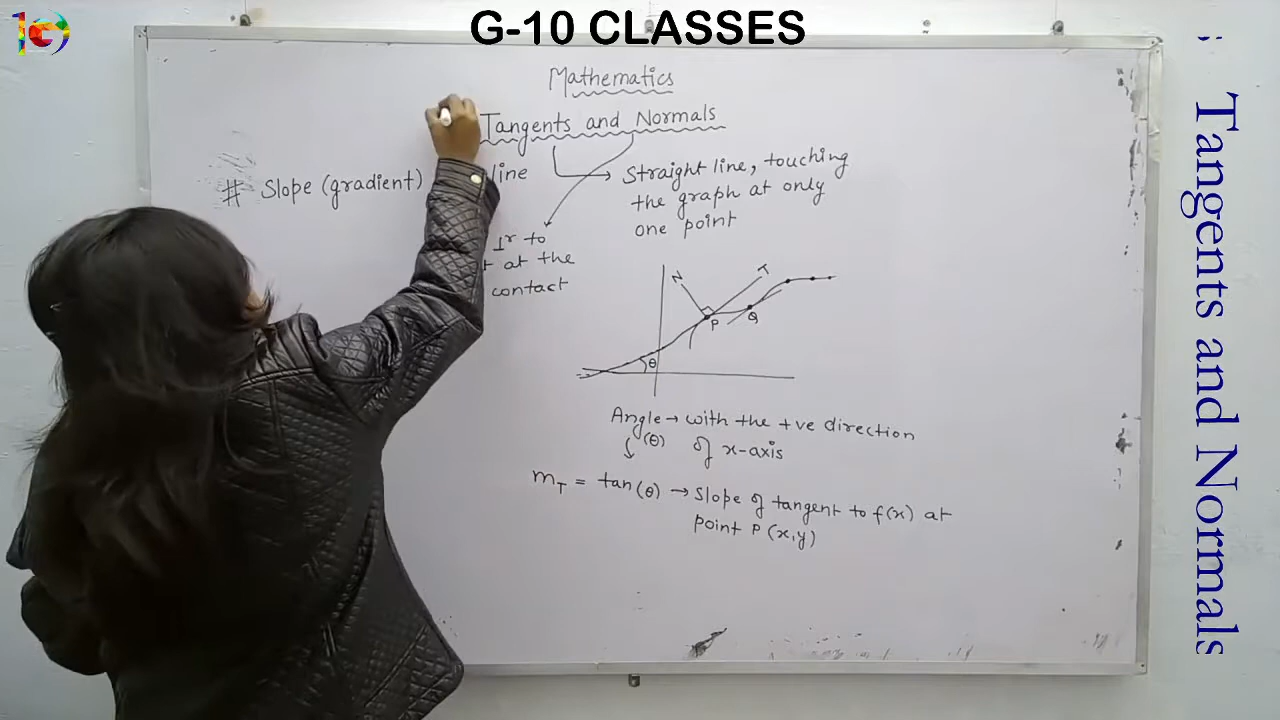 G-10 CLASSES
Mathematics
Tangents and Normals
# Slope (gradient) line
Straight line, touching
the graph at only
one point
⊥r to
at the
contact
N
T
P
Q
θ
Angle → with the +ve direction
(θ) of x-axis
mT = tan(θ) → Slope of tangent to f(x) at
point P(x,y)
Tangents and Normals